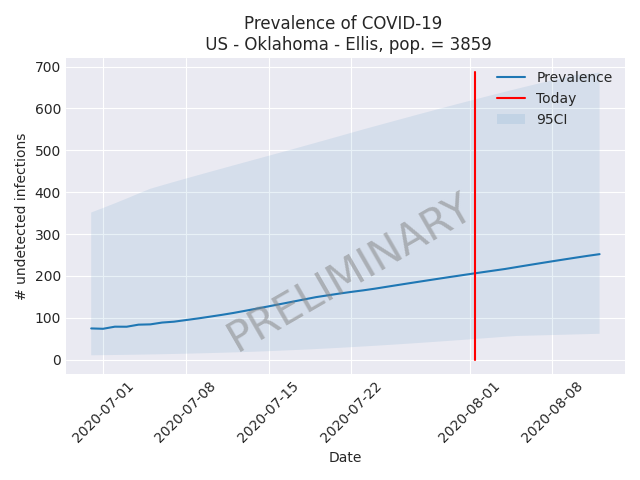 Prevalence of COVID-19
US - Oklahoma - Ellis, pop. = 3859
700
600
500
400
300
200
100
0
# undetected infections
Prevalence
Today
95CI
PRELIMINARY
2020-07-01
2020-07-08
2020-07-15
2020-07-22
2020-08-01
2020-08-08
Date